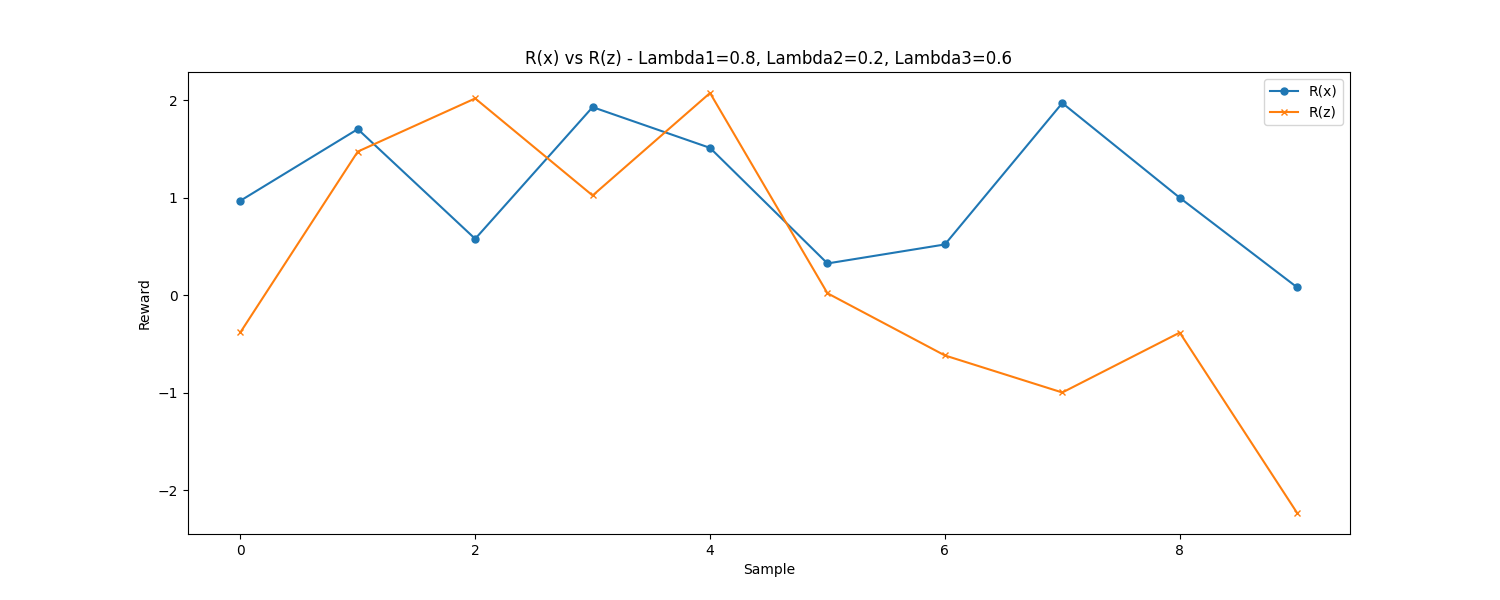 R(x) vs R(z) - Lambda1=0.8, Lambda2=0.2, Lambda3=0.6
R(x)
R(z)
2
1
0
−1
−2
Reward
0 2 4 6 8
Sample